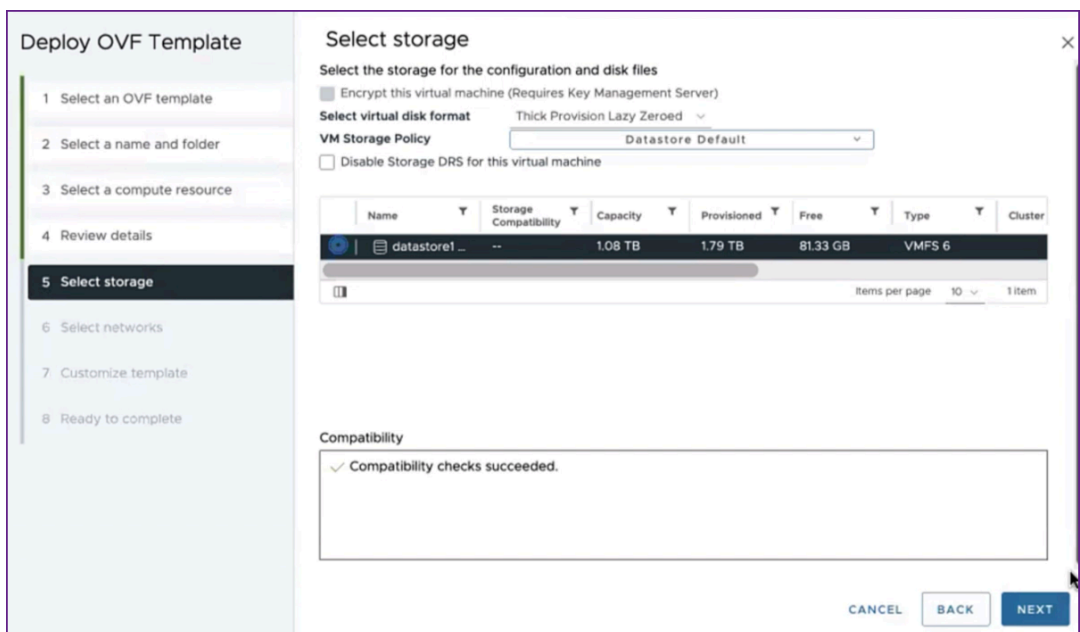 Deploy OVF Template
1 Select an OVF template
2 Select a name and folder
3 Select a compute resource
4 Review details
5 Select storage
6 Select networks
7 Customize template
8 Ready to complete
Select storage
Select the storage for the configuration and disk files
Encrypt this virtual machine (Requires Key Management Server)
Select virtual disk format Thick Provision Lazy Zeroed
VM Storage Policy Datastore Default
Disable Storage DRS for this virtual machine
Name Storage Compatibility Capacity Provisioned Free Type Cluster
datastore1 ... -- 1.08 TB 1.79 TB 81.33 GB VMFS 6
Items per page 10 1 item
Compatibility
Compatibility checks succeeded.
CANCEL BACK NEXT